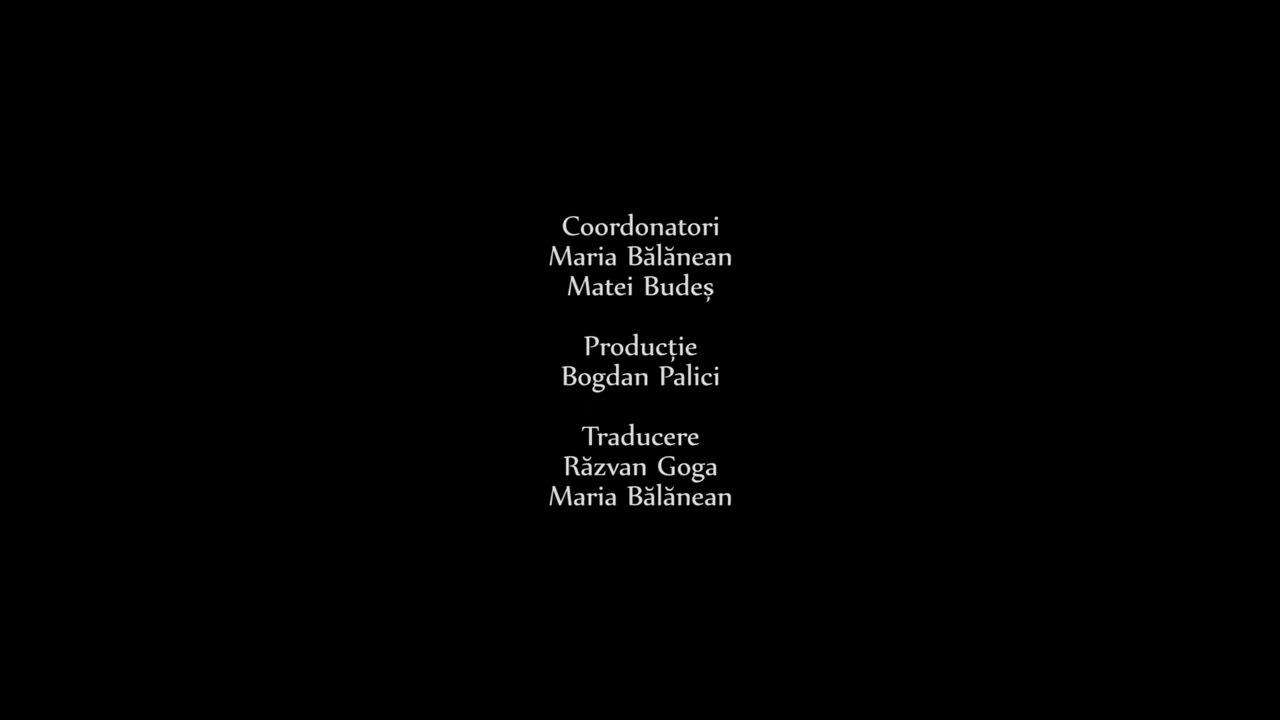 Coordonatori
Maria Bălănean
Matei Budeș
Producție
Bogdan Palici
Traducere
Răzvan Goga
Maria Bălănean